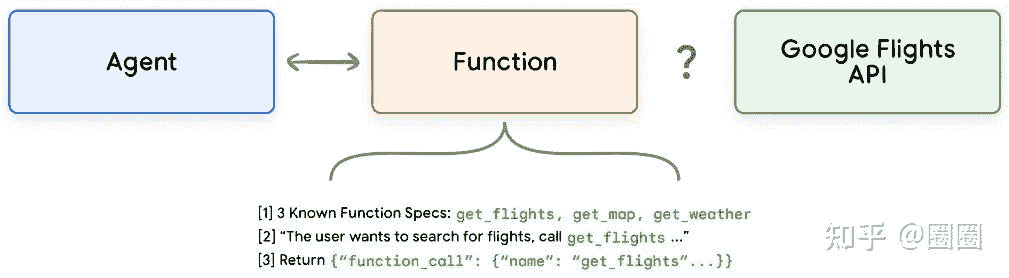 Agent
Function
?
Google Flights
API
[1] 3 Known Function Specs: get_flights, get_map, get_weather
[2] “The user wants to search for flights, call get_flights …”
[3] Return {“function_call”: {“name”: “get_flights”...}}
知乎 @圈圈